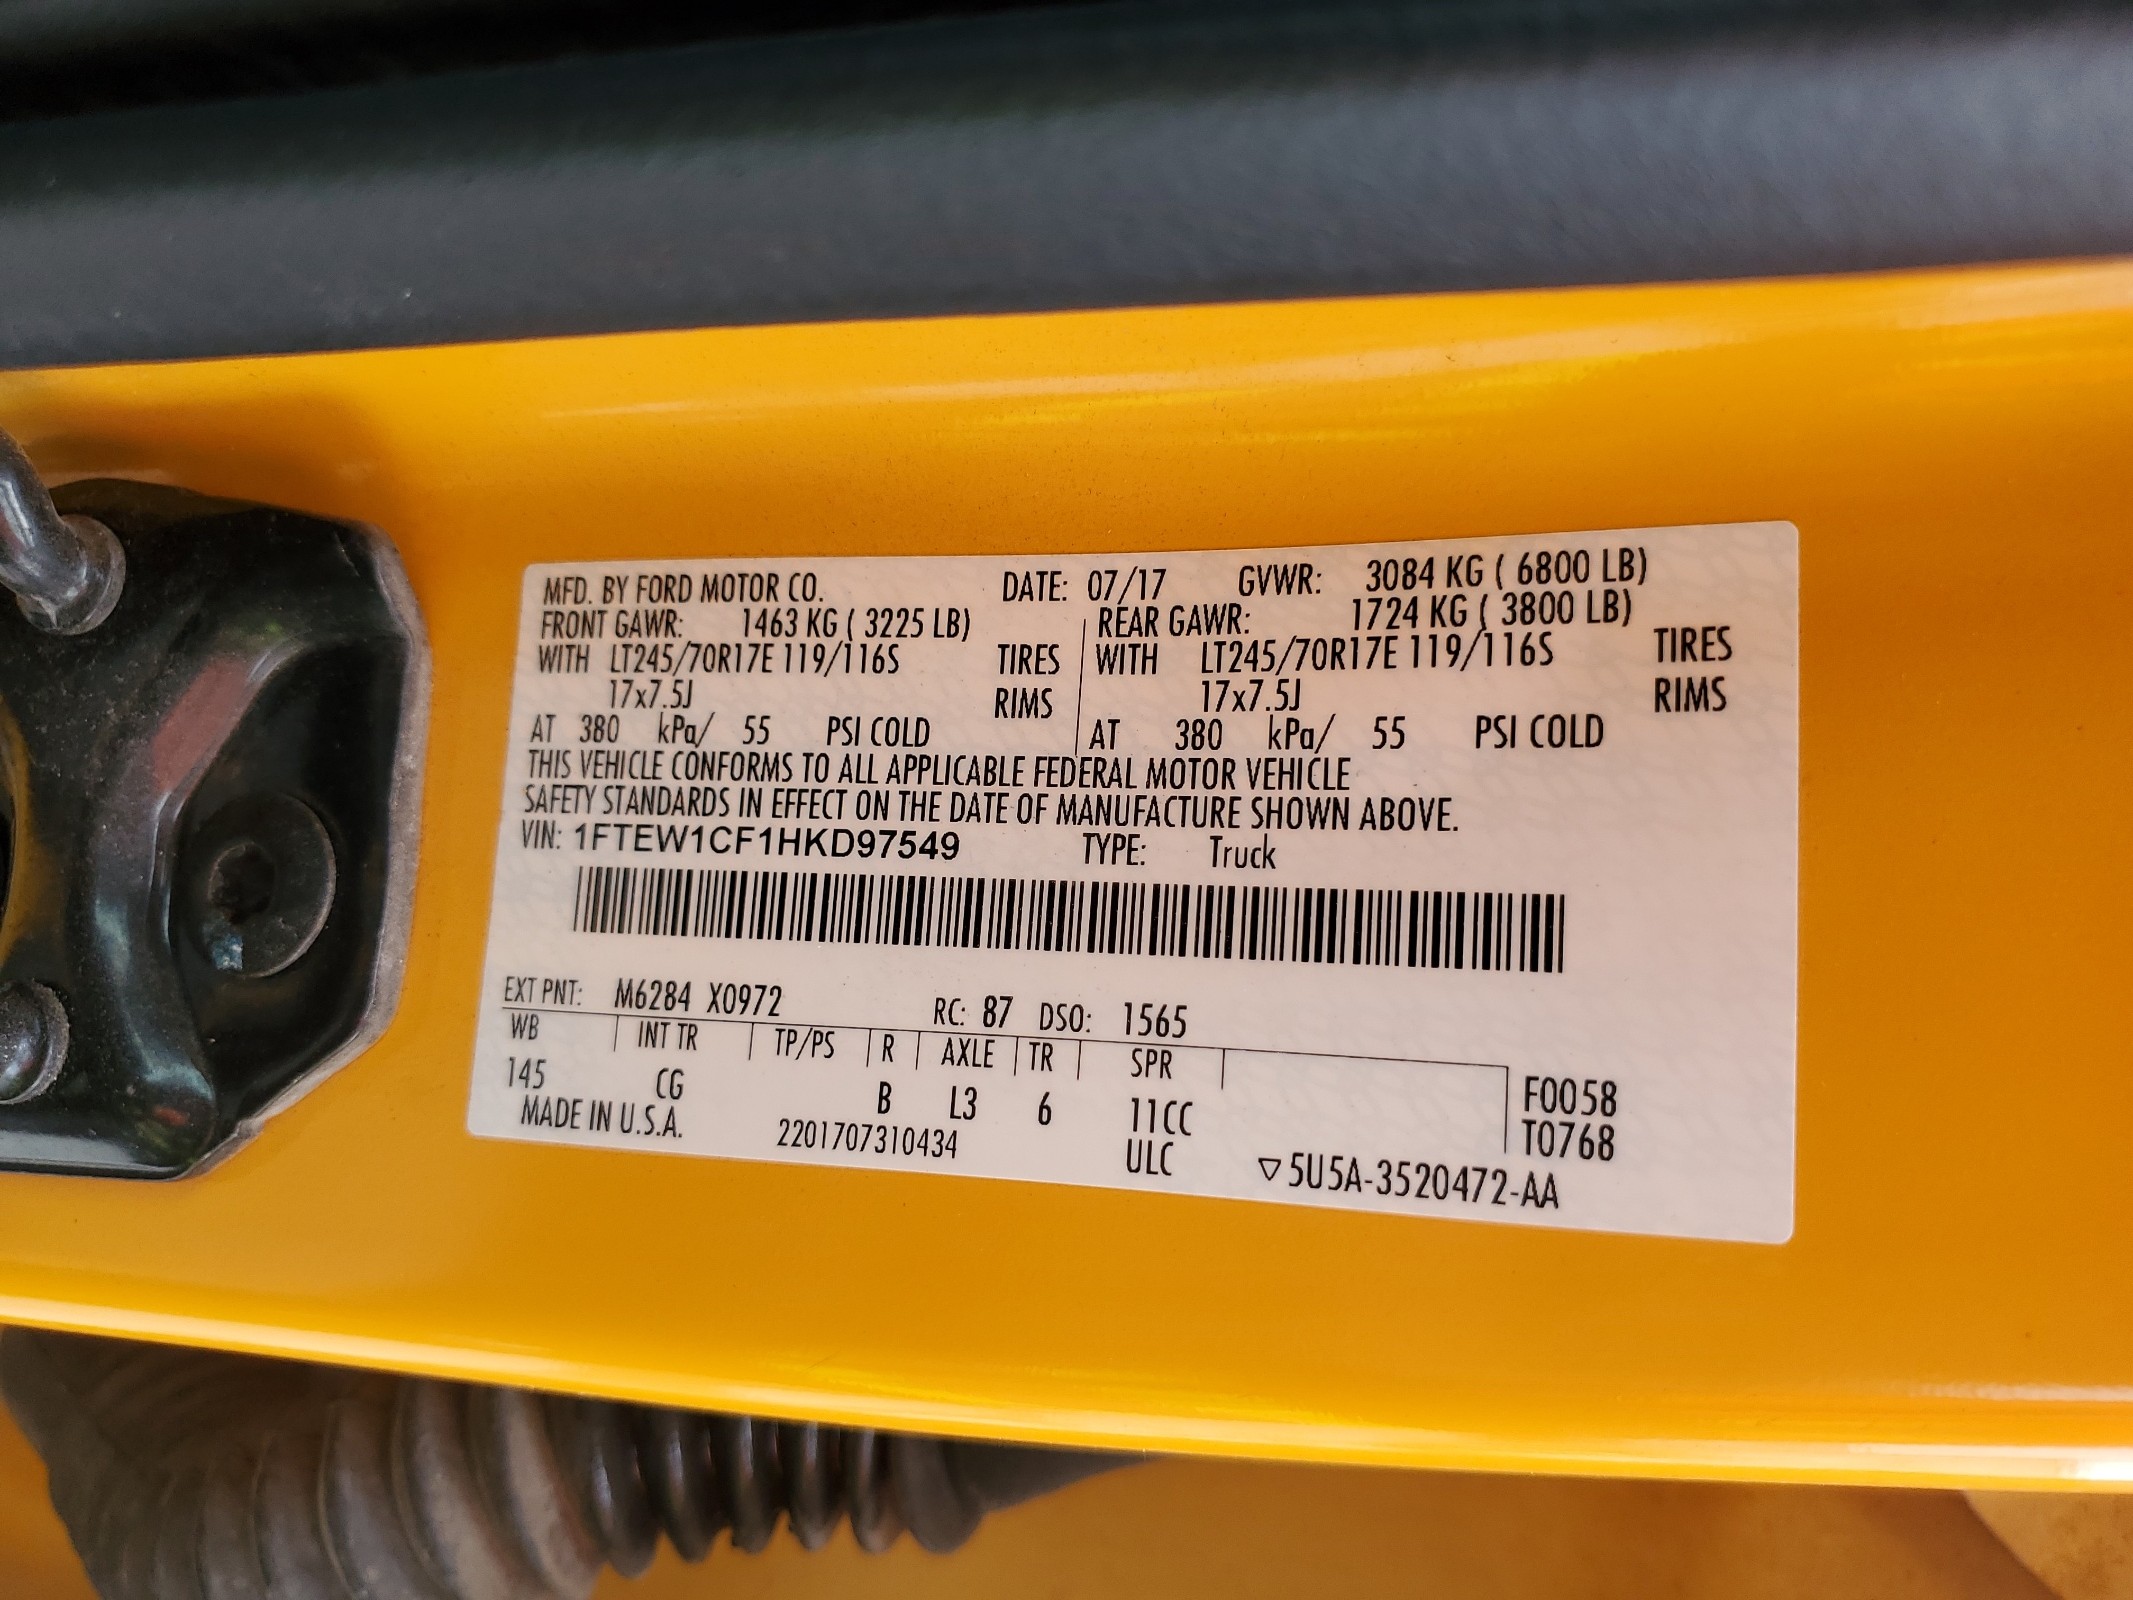 MFD. BY FORD MOTOR CO. DATE: 07/17 GVWR: 3084 KG ( 6800 LB)
FRONT GAWR: 1463 KG ( 3225 LB) REAR GAWR: 1724 KG ( 3800 LB)
WITH LT245/70R17E 119/116S TIRES WITH LT245/70R17E 119/116S TIRES
17x7.5J RIMS 17x7.5J RIMS
AT 380 kPa/ 55 PSI COLD AT 380 kPa/ 55 PSI COLD
THIS VEHICLE CONFORMS TO ALL APPLICABLE FEDERAL MOTOR VEHICLE
SAFETY STANDARDS IN EFFECT ON THE DATE OF MANUFACTURE SHOWN ABOVE.
VIN: 1FTEW1CF1HKD97549 TYPE: Truck
EXT PNT: M6284 X0972 RC: 87 DSO: 1565
WB INT TR TP/PS R AXLE TR SPR
145 CG B L3 6 11CC F0058
MADE IN U.S.A. 2201707310434 ULC T0768
▽5U5A-3520472-AA